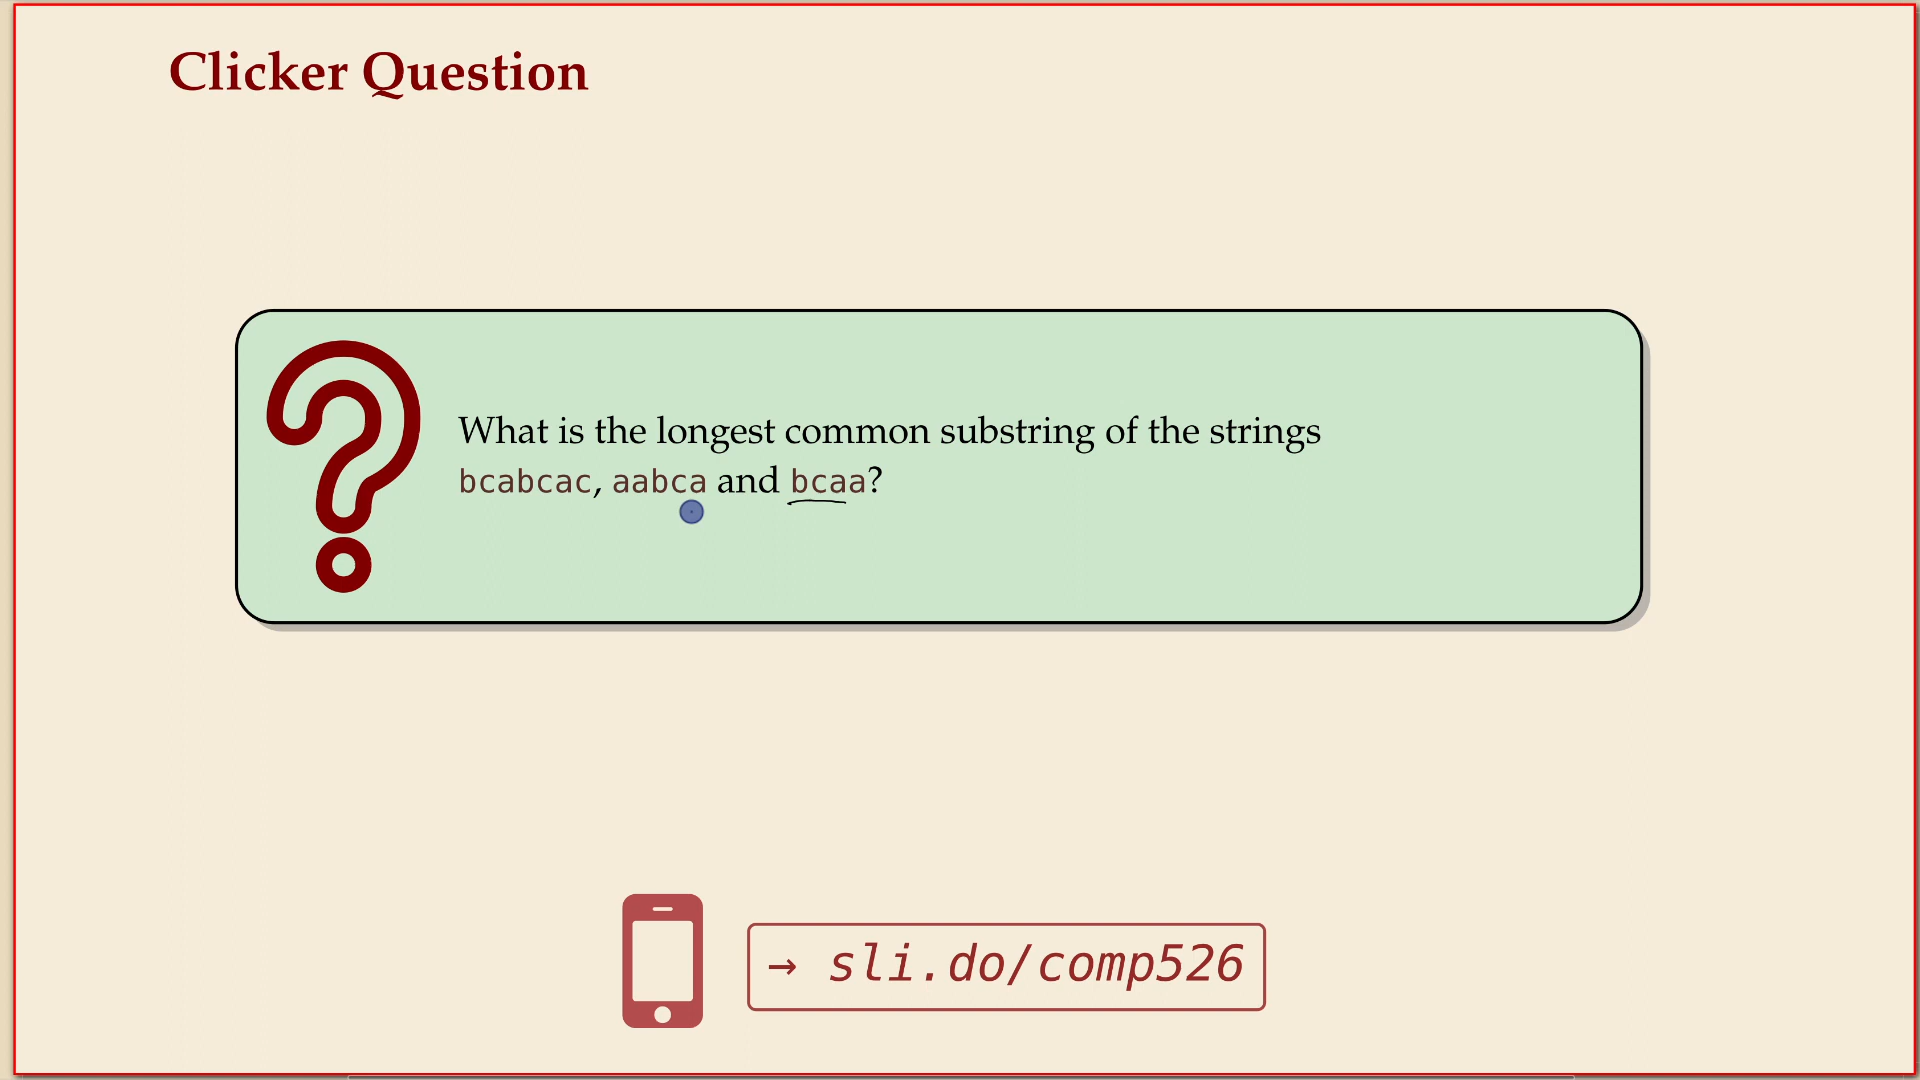 Clicker Question
What is the longest common substring of the strings
bcabcac, aabca and bcaa?
→ sli.do/comp526